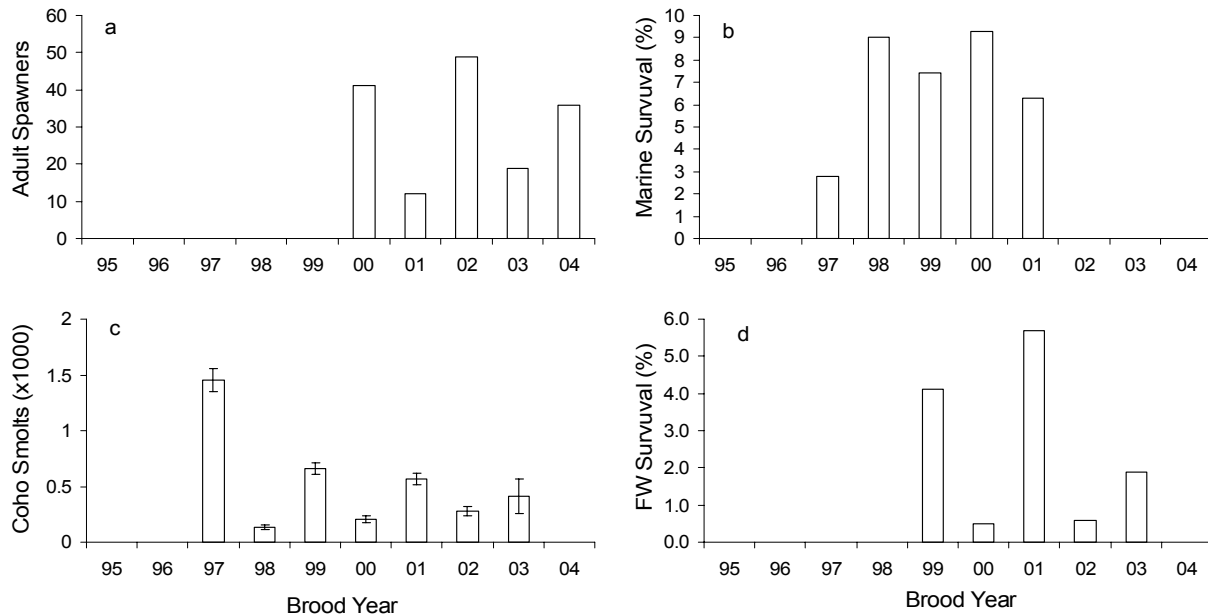 a
Adult Spawners
60
50
40
30
20
10
0
95 96 97 98 99 00 01 02 03 04
b
Marine Survuval (%)
10
9
8
7
6
5
4
3
2
1
0
95 96 97 98 99 00 01 02 03 04
c
Coho Smolts (x1000)
2
1.5
1
0.5
0
95 96 97 98 99 00 01 02 03 04
Brood Year
d
FW Survuval (%)
6.0
5.0
4.0
3.0
2.0
1.0
0.0
95 96 97 98 99 00 01 02 03 04
Brood Year